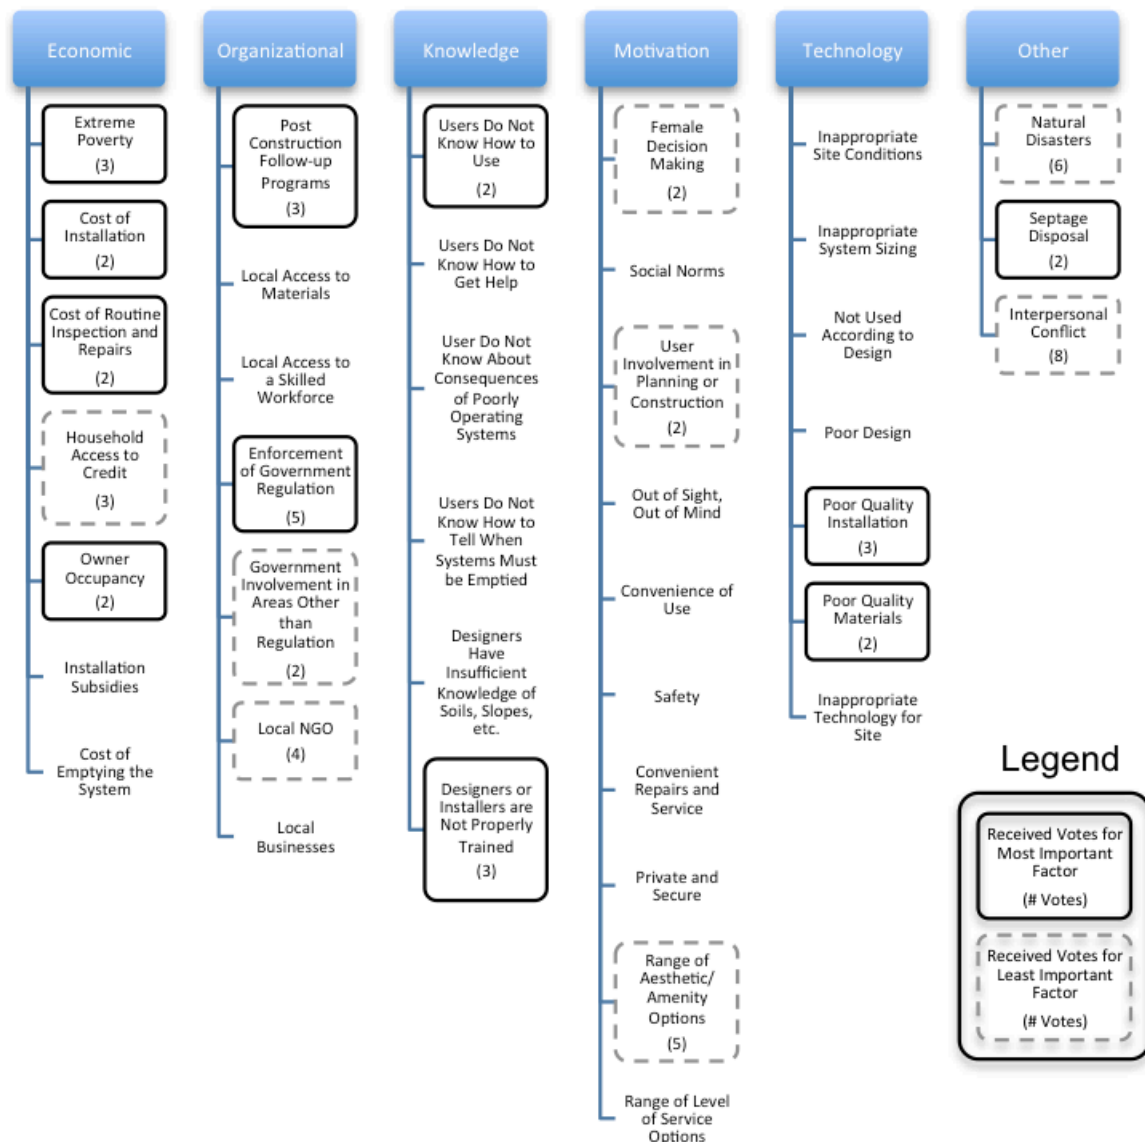 Economic
Extreme
Poverty
(3)
Cost of
Installation
(2)
Cost of Routine
Inspection and
Repairs
(2)
Household
Access to
Credit
(3)
Owner
Occupancy
(2)
Installation
Subsidies
Cost of
Emptying the
System
Organizational
Post
Construction
Follow-up
Programs
(3)
Local Access to
Materials
Local Access to
a Skilled
Workforce
Enforcement
of Government
Regulation
(5)
Government
Involvement in
Areas Other
than
Regulation
(2)
Local NGO
(4)
Local
Businesses
Knowledge
Users Do Not
Know How to
Use
(2)
Users Do Not
Know How to
Get Help
User Do Not
Know About
Consequences
of Poorly
Operating
Systems
Users Do Not
Know How to
Tell When
Systems Must
be Emptied
Designers
Have
Insufficient
Knowledge of
Soils, Slopes,
etc.
Designers or
Installers are
Not Properly
Trained
(3)
Motivation
Female
Decision
Making
(2)
Social Norms
User
Involvement in
Planning or
Construction
(2)
Out of Sight,
Out of Mind
Convenience of
Use
Safety
Convenient
Repairs and
Service
Private and
Secure
Range of
Aesthetic/
Amenity
Options
(5)
Range of Level
of Service
Options
Technology
Inappropriate
Site Conditions
Inappropriate
System Sizing
Not Used
According to
Design
Poor Design
Poor Quality
Installation
(3)
Poor Quality
Materials
(2)
Inappropriate
Technology for
Site
Other
Natural
Disasters
(6)
Septage
Disposal
(2)
Interpersonal
Conflict
(8)
Legend
Received Votes for
Most Important
Factor
(# Votes)
Received Votes for
Least Important
Factor
(# Votes)